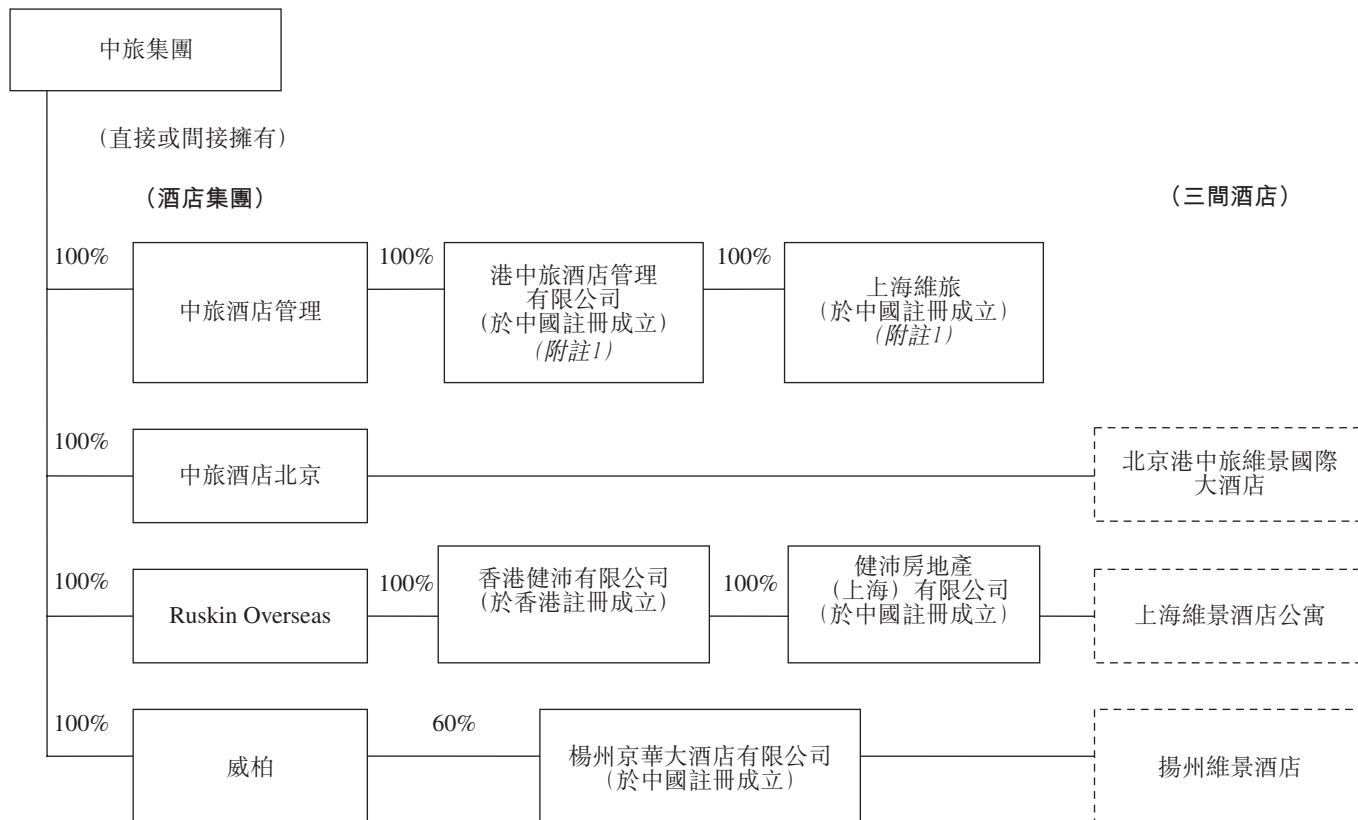 中旅集團
（直接或間接擁有）
（酒店集團）
（三間酒店）
100%
中旅酒店管理
100%
港中旅酒店管理
有限公司
（於中國註冊成立）
（附註1）
100%
上海維旅
（於中國註冊成立）
（附註1）
100%
中旅酒店北京
北京港中旅維景國際
大酒店
100%
Ruskin Overseas
100%
香港健沛有限公司
（於香港註冊成立）
100%
健沛房地產
（上海）有限公司
（於中國註冊成立）
上海維景酒店公寓
100%
威柏
60%
楊州京華大酒店有限公司
（於中國註冊成立）
揚州維景酒店